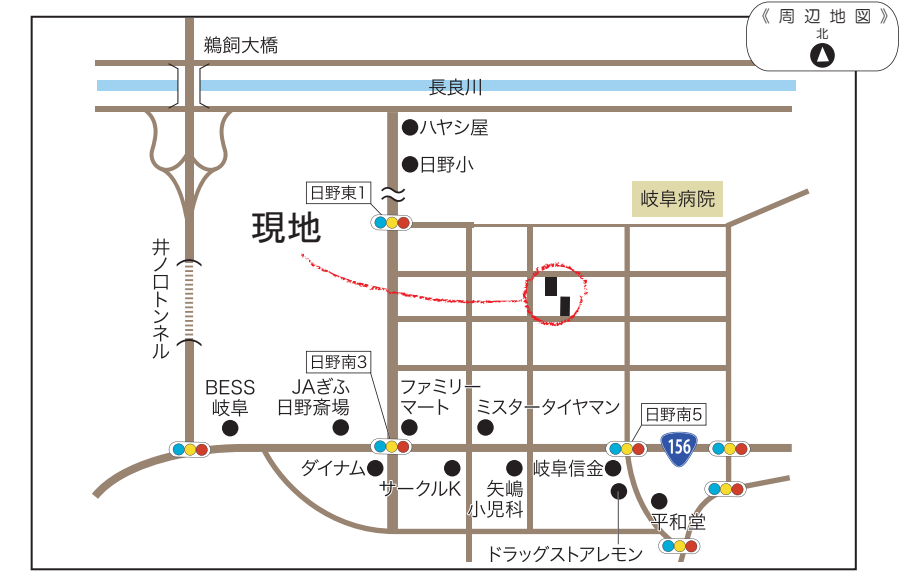 《周辺地図》
北
鵜飼大橋
長良川
ハヤシ屋
日野小
日野東1
岐阜病院
現地
井ノ口トンネル
日野南3
BESS
岐阜
JAぎふ
日野斎場
ファミリー
マート
ミスタータイヤマン
日野南5
156
ダイナム
サークルK
矢嶋
小児科
岐阜信金
平和堂
ドラッグストアレモン